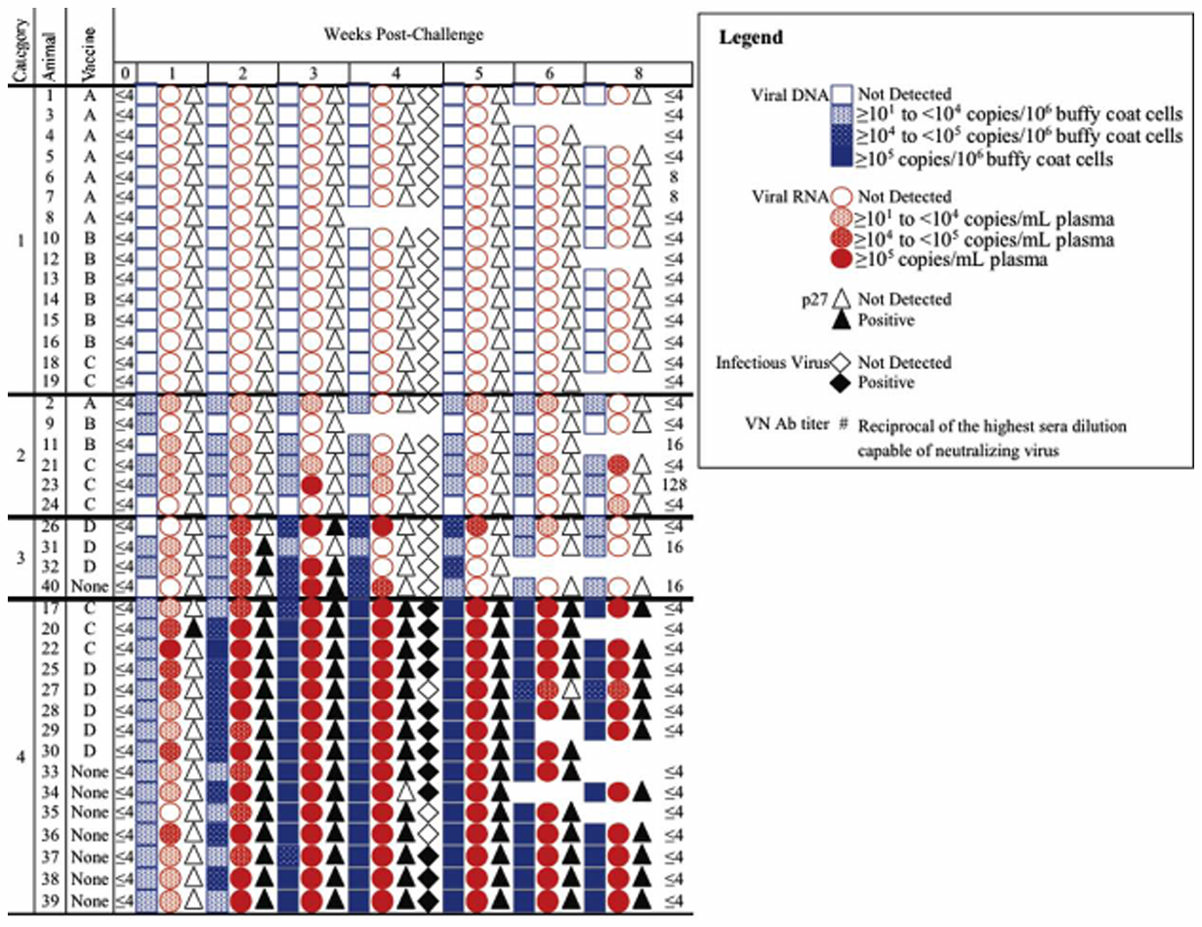 Category Animal Vaccine Weeks Post-Challenge
0 1 2 3 4 5 6 8
1
1 A ≤4 ≤4
3 A ≤4 ≤4
4 A ≤4 ≤4
5 A ≤4 ≤4
6 A ≤4 8
7 A ≤4 8
8 A ≤4 ≤4
10 B ≤4 ≤4
12 B ≤4 ≤4
13 B ≤4 ≤4
14 B ≤4 ≤4
15 B ≤4 ≤4
16 B ≤4 ≤4
18 C ≤4 ≤4
19 C ≤4 ≤4
2
2 A ≤4 ≤4
9 B ≤4 ≤4
11 B ≤4 16
21 C ≤4 ≤4
23 C ≤4 128
24 C ≤4 ≤4
3
26 D ≤4 ≤4
31 D ≤4 16
32 D ≤4
40 None ≤4 16
4
17 C ≤4 ≤4
20 C ≤4 ≤4
22 C ≤4 ≤4
25 D ≤4 ≤4
27 D ≤4 ≤4
28 D ≤4 ≤4
29 D ≤4 ≤4
30 D ≤4
33 None ≤4 ≤4
34 None ≤4 ≤4
35 None ≤4 ≤4
36 None ≤4 ≤4
37 None ≤4 ≤4
38 None ≤4 ≤4
39 None ≤4 ≤4
Legend
Viral DNA Not Detected
≥10¹ to <10⁴ copies/10⁶ buffy coat cells
≥10⁴ to <10⁵ copies/10⁶ buffy coat cells
≥10⁵ copies/10⁶ buffy coat cells
Viral RNA Not Detected
≥10¹ to <10⁴ copies/mL plasma
≥10⁴ to <10⁵ copies/mL plasma
≥10⁵ copies/mL plasma
p27 Not Detected
Positive
Infectious Virus Not Detected
Positive
VN Ab titer # Reciprocal of the highest sera dilution
capable of neutralizing virus